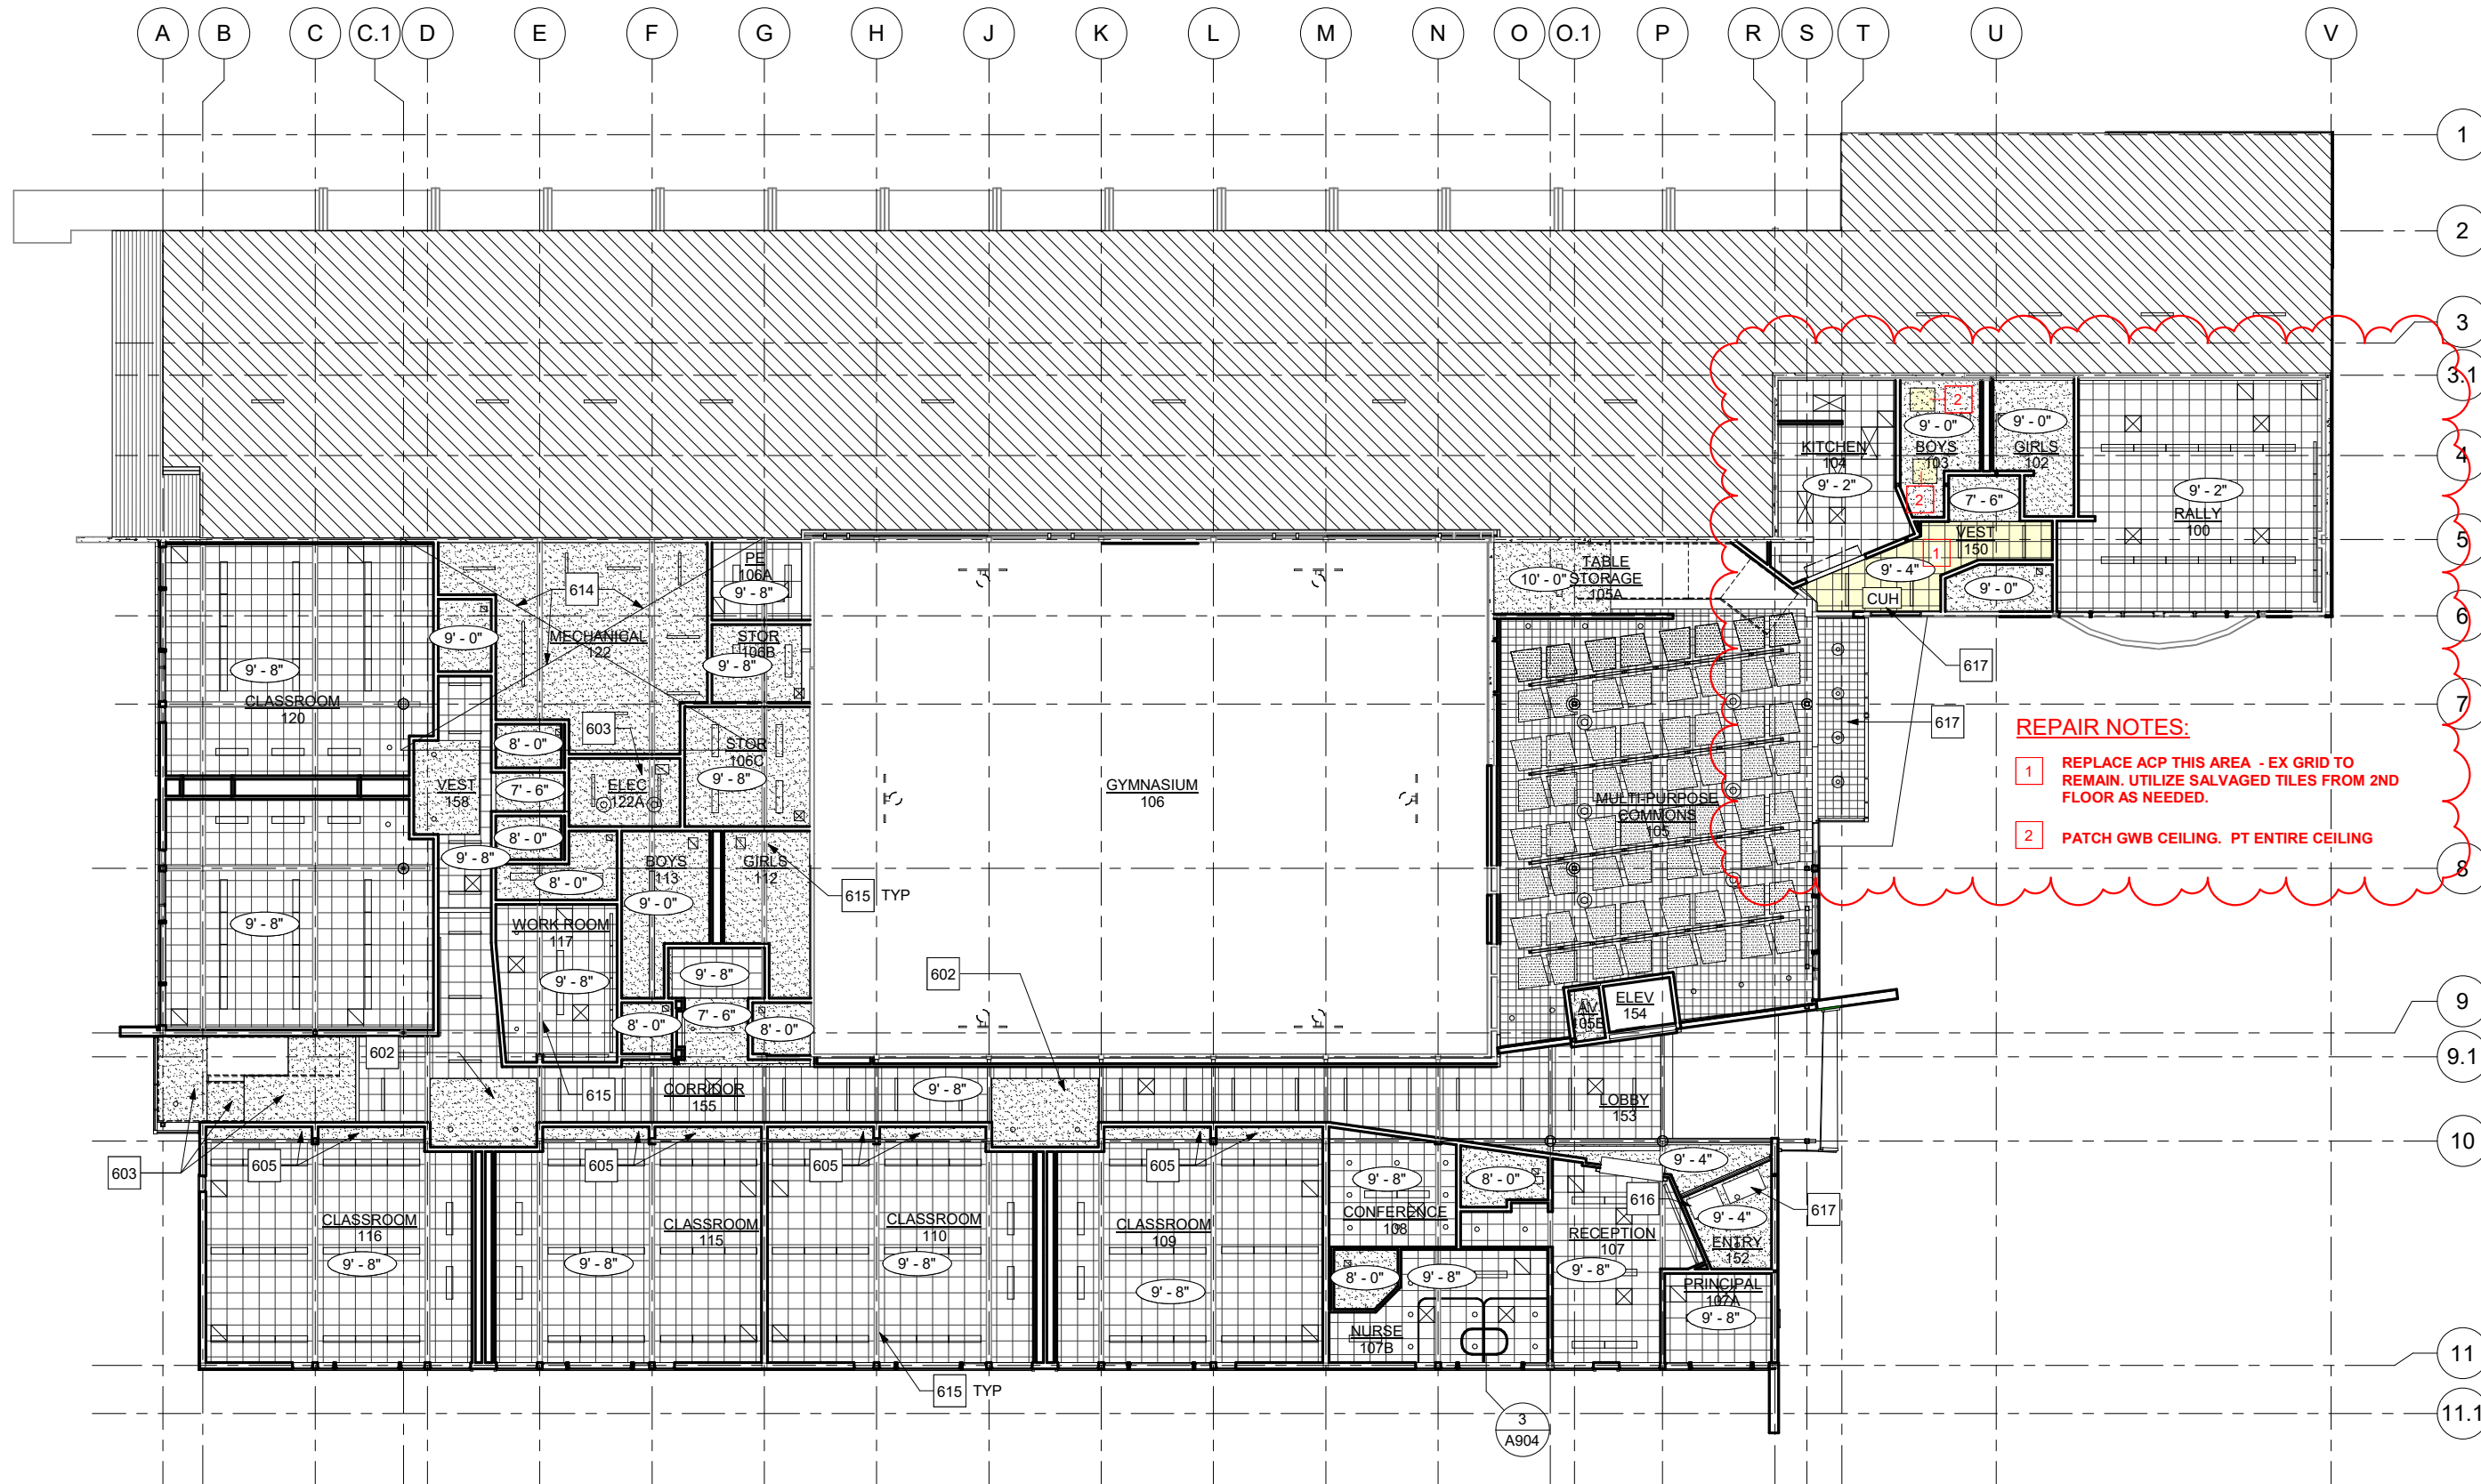 A B C C.1 D E F G H J K L M N O O.1 P R S T U V
1
2
3
3.1
2
9' - 0"
9' - 0"
KITCHEN
104
BOYS
103
GIRLS
102
4
9' - 2"
2
7' - 6"
9' - 2"
RALLY
100
VEST
150
1
5
PE
106A
9' - 8"
614
TABLE
STORAGE
105A
10' - 0"
9' - 4"
CUH
9' - 0"
6
9' - 0"
MECHANICAL
122
STOR
106B
9' - 8"
9' - 8"
CLASSROOM
120
617
7
603
8' - 0"
STOR
106C
9' - 8"
617
REPAIR NOTES:
1 REPLACE ACP THIS AREA - EX GRID TO
REMAIN. UTILIZE SALVAGED TILES FROM 2ND
FLOOR AS NEEDED.
2 PATCH GWB CEILING. PT ENTIRE CEILING
VEST
158
7' - 6"
ELEC
122A
GYMNASIUM
106
MULTI-PURPOSE
COMMONS
105
8' - 0"
9' - 8"
8' - 0"
BOYS
113
GIRLS
112
8
9' - 0"
615 TYP
9' - 8"
WORK ROOM
117
9' - 8"
9' - 8"
602
8' - 0"
7' - 6"
8' - 0"
AV
105B
ELEV
154
9
602
9.1
615
CORRIDOR
155
9' - 8"
LOBBY
153
10
603
605
605
605
605
9' - 8"
8' - 0"
9' - 4"
616
617
CLASSROOM
116
9' - 8"
CLASSROOM
115
9' - 8"
CLASSROOM
110
9' - 8"
CLASSROOM
109
9' - 8"
CONFERENCE
108
RECEPTION
107
9' - 8"
9' - 4"
ENTRY
152
8' - 0"
9' - 8"
PRINCIPAL
107A
9' - 8"
NURSE
107B
11
615 TYP
11.1
3
A904